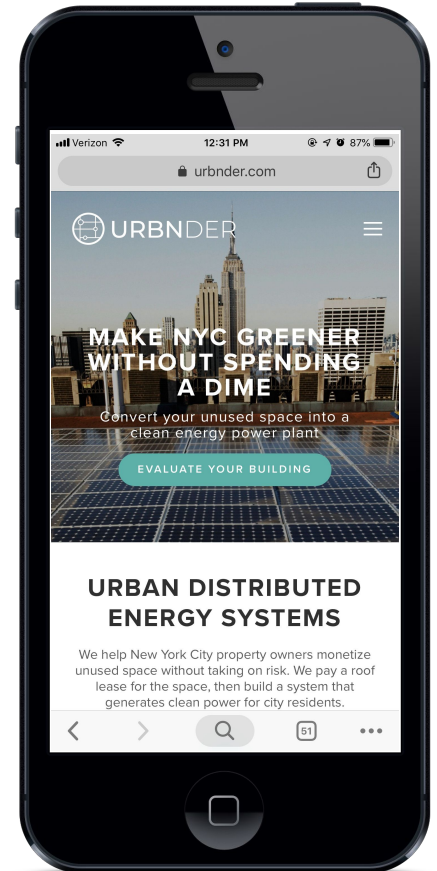 Verizon 12:31 PM 87%
urbnder.com
URBNDER
MAKE NYC GREENER
WITHOUT SPENDING
A DIME
Convert your unused space into a
clean energy power plant
EVALUATE YOUR BUILDING
URBAN DISTRIBUTED
ENERGY SYSTEMS
We help New York City property owners monetize
unused space without taking on risk. We pay a roof
lease for the space, then build a system that
generates clean power for city residents.
51